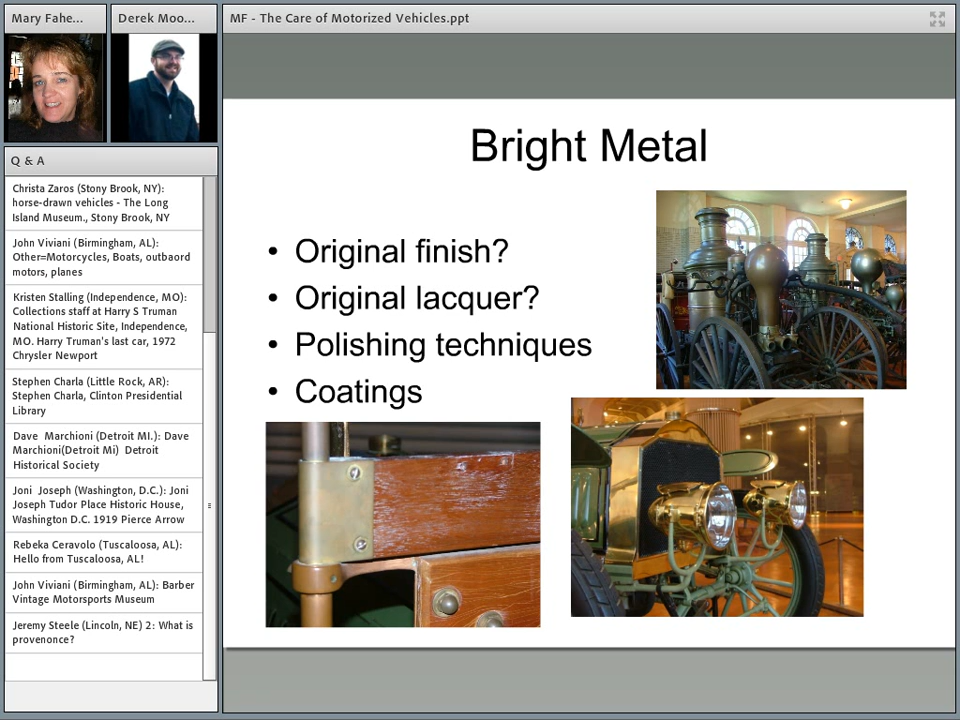 Mary Fahe...
Derek Moo...
MF - The Care of Motorized Vehicles.ppt
Q & A
Christa Zaros (Stony Brook, NY):
horse-drawn vehicles - The Long
Island Museum., Stony Brook, NY
John Viviani (Birmingham, AL):
Other=Motorcycles, Boats, outbaord
motors, planes
Kristen Stalling (Independence, MO):
Collections staff at Harry S Truman
National Historic Site, Independence,
MO. Harry Truman's last car, 1972
Chrysler Newport
Stephen Charla (Little Rock, AR):
Stephen Charla, Clinton Presidential
Library
Dave  Marchioni (Detroit MI.): Dave
Marchioni(Detroit Mi)  Detroit
Historical Society
Joni  Joseph (Washington, D.C.): Joni
Joseph Tudor Place Historic House,
Washington D.C. 1919 Pierce Arrow
Rebeka Ceravolo (Tuscaloosa, AL):
Hello from Tuscaloosa, AL!
John Viviani (Birmingham, AL): Barber
Vintage Motorsports Museum
Jeremy Steele (Lincoln, NE) 2: What is
provenonce?
Bright Metal
• Original finish?
• Original lacquer?
• Polishing techniques
• Coatings